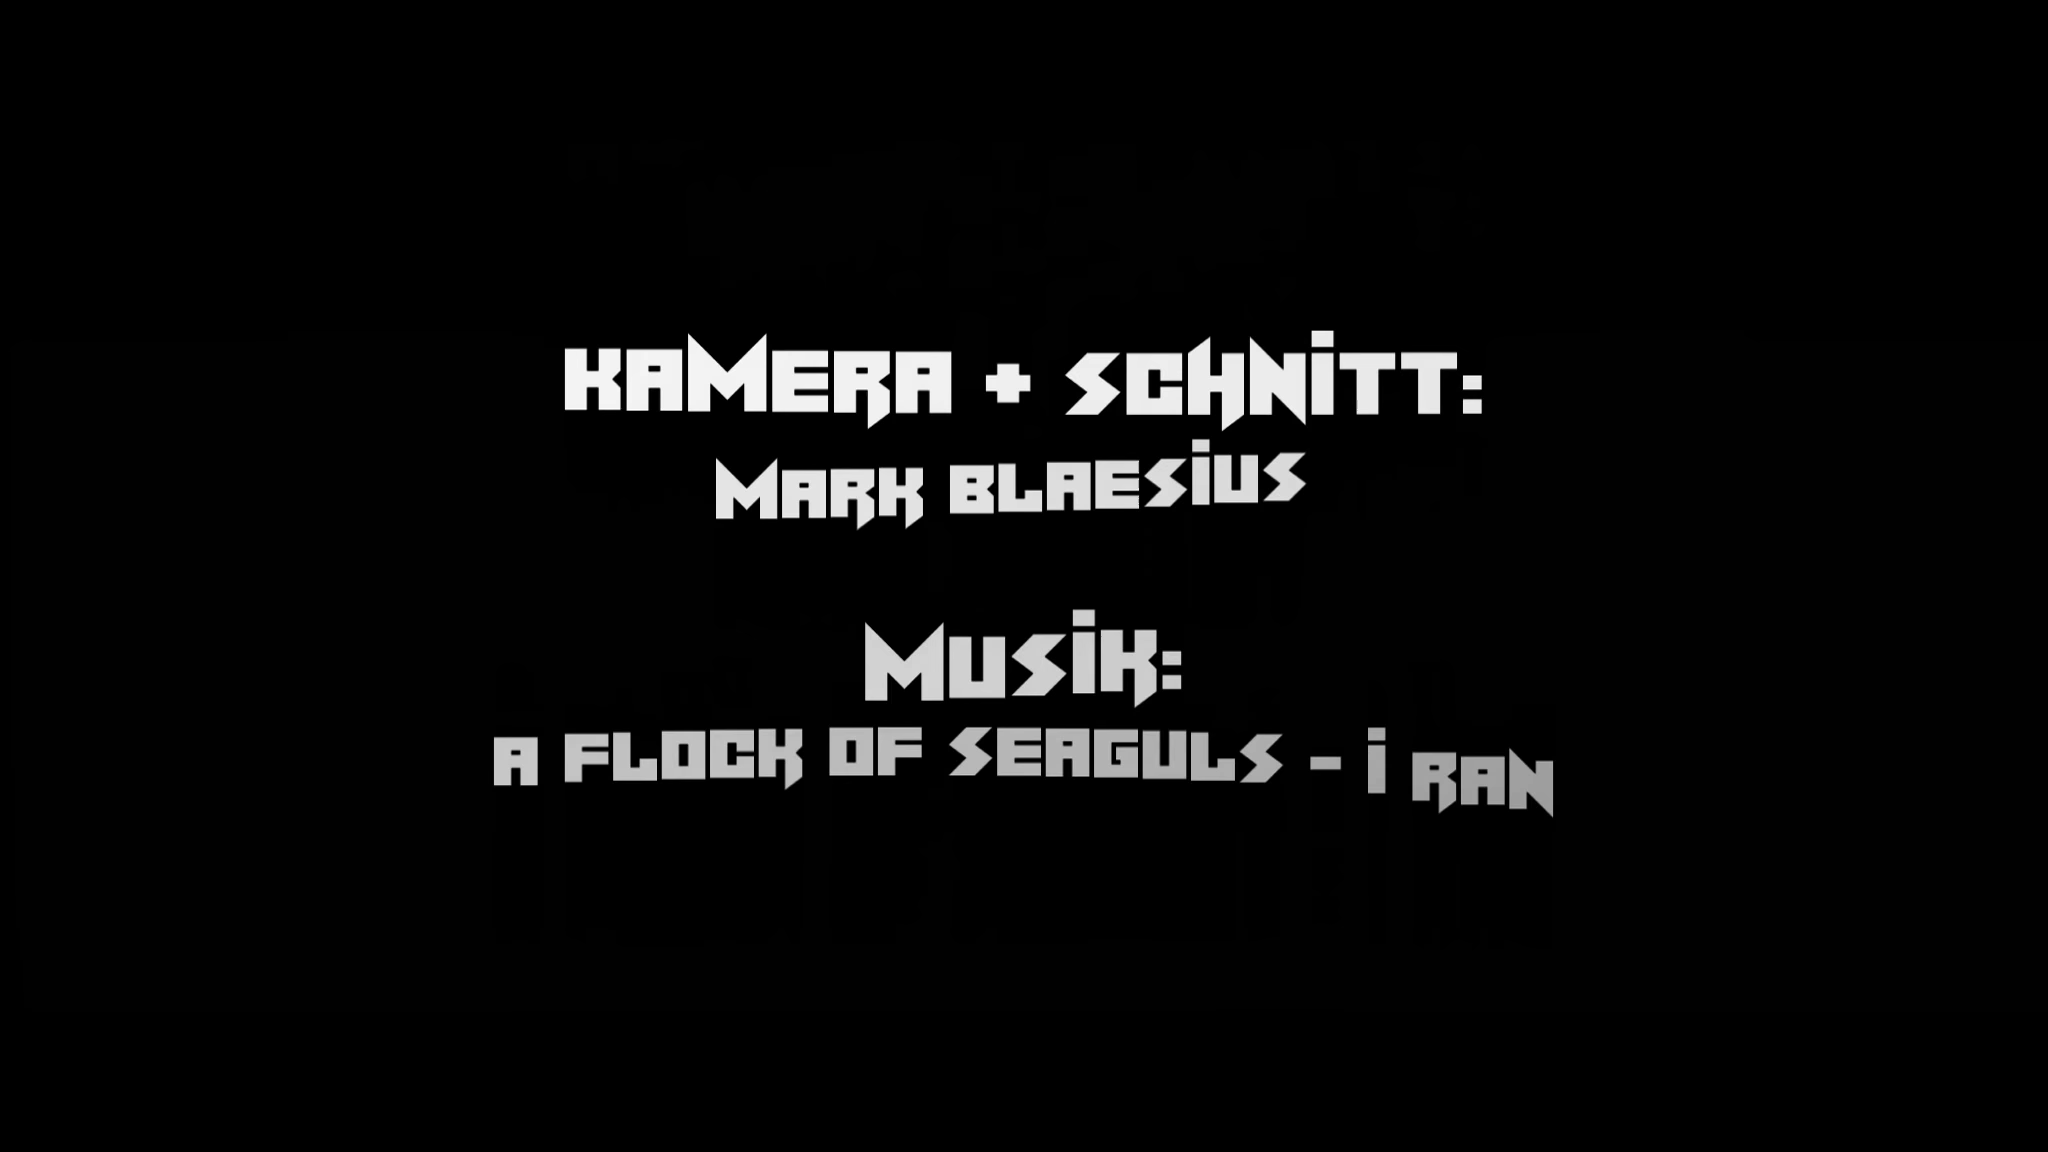 KAMERA + SCHNiTT:
MARK BLAESiUS
MUSiK:
A FLOCK OF SEAGULS - i RAN